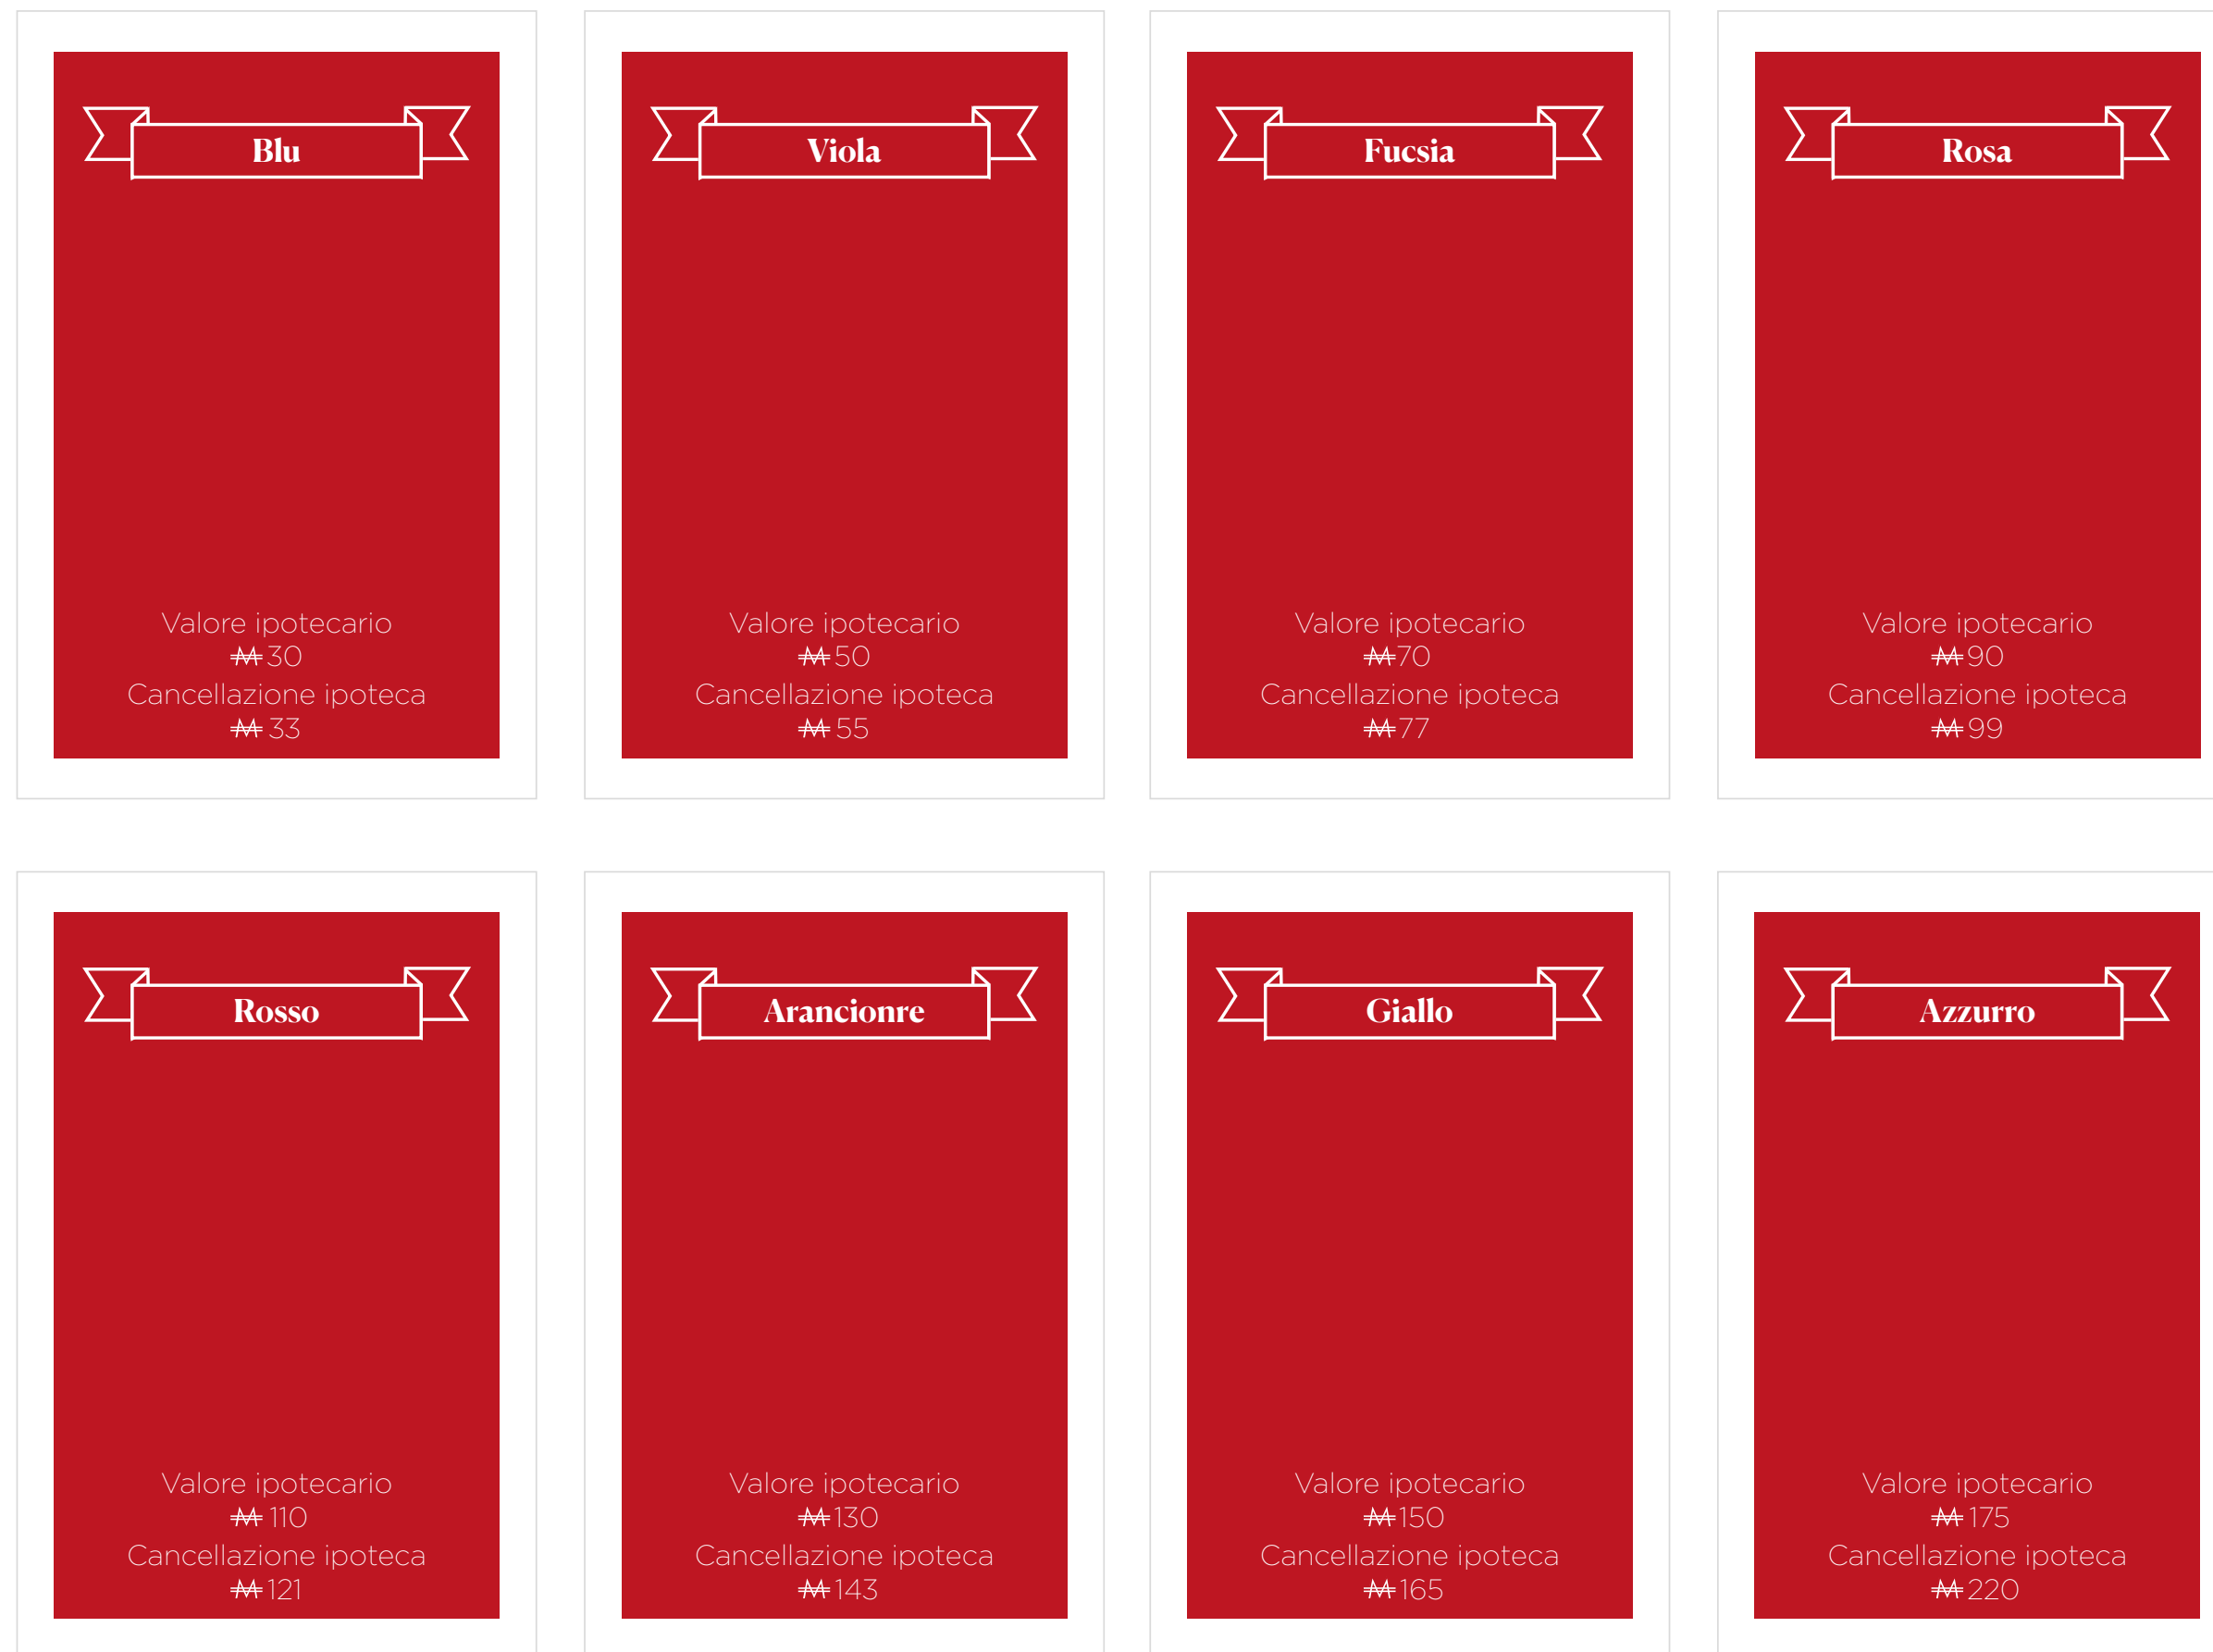 Blu
Valore ipotecario
₩30
Cancellazione ipoteca
₩33
Viola
Valore ipotecario
₩50
Cancellazione ipoteca
₩55
Fucsia
Valore ipotecario
₩70
Cancellazione ipoteca
₩77
Rosa
Valore ipotecario
₩90
Cancellazione ipoteca
₩99
Rosso
Valore ipotecario
₩110
Cancellazione ipoteca
₩121
Arancionre
Valore ipotecario
₩130
Cancellazione ipoteca
₩143
Giallo
Valore ipotecario
₩150
Cancellazione ipoteca
₩165
Azzurro
Valore ipotecario
₩175
Cancellazione ipoteca
₩220